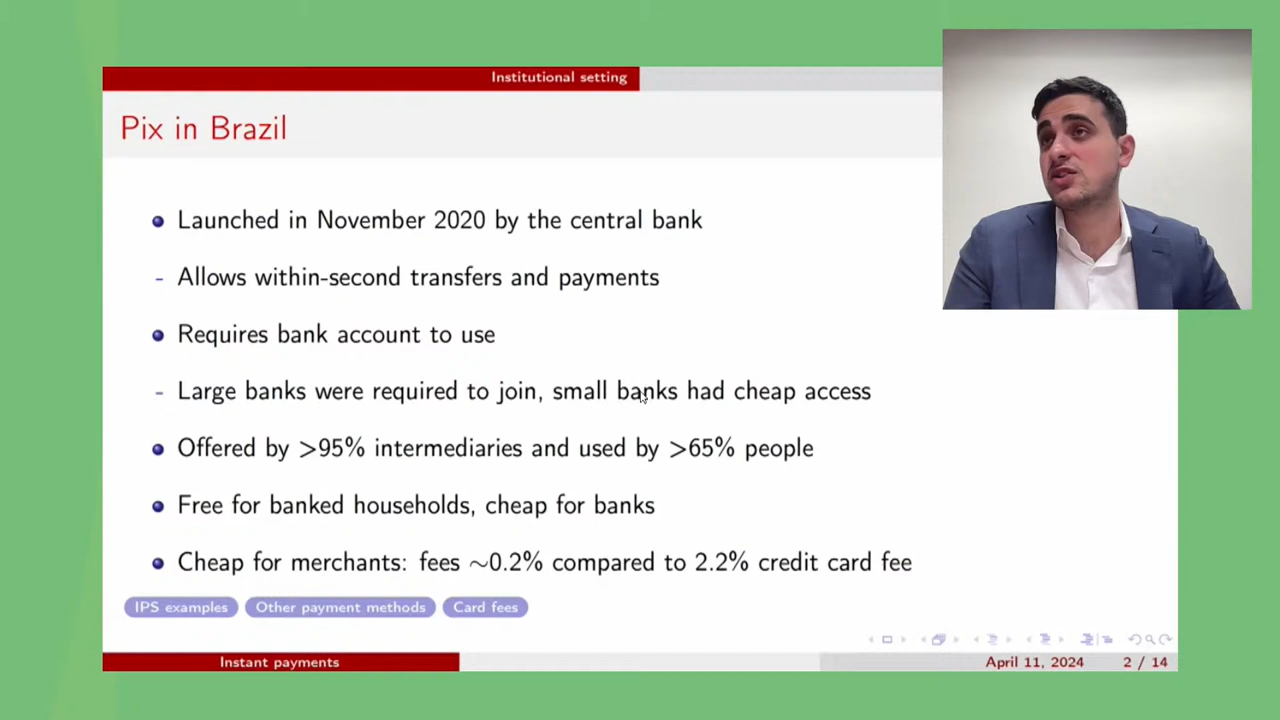 Institutional setting
Pix in Brazil
Launched in November 2020 by the central bank
- Allows within-second transfers and payments
Requires bank account to use
- Large banks were required to join, small banks had cheap access
Offered by >95% intermediaries and used by >65% people
Free for banked households, cheap for banks
Cheap for merchants: fees ~0.2% compared to 2.2% credit card fee
IPS examples Other payment methods Card fees
Instant payments April 11, 2024 2 / 14